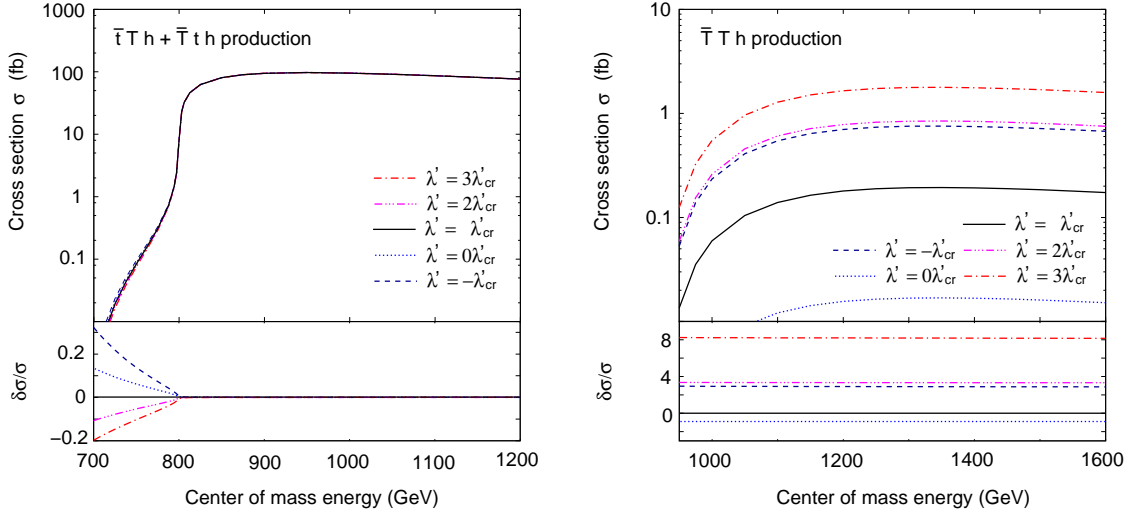 t̄ T h + T̄ t h production
Cross section σ (fb)
100
10
1
0.1
λ' = 3λ'cr
λ' = 2λ'cr
λ' = λ'cr
λ' = 0λ'cr
λ' = −λ'cr
δσ/σ
0.2
0
−0.2
700 800 900 1000 1100 1200
Center of mass energy (GeV)
T̄ T h production
Cross section σ (fb)
10
1
0.1
λ' = λ'cr
λ' = −λ'cr λ' = 2λ'cr
λ' = 0λ'cr λ' = 3λ'cr
δσ/σ
8
4
0
1000 1200 1400 1600
Center of mass energy (GeV)